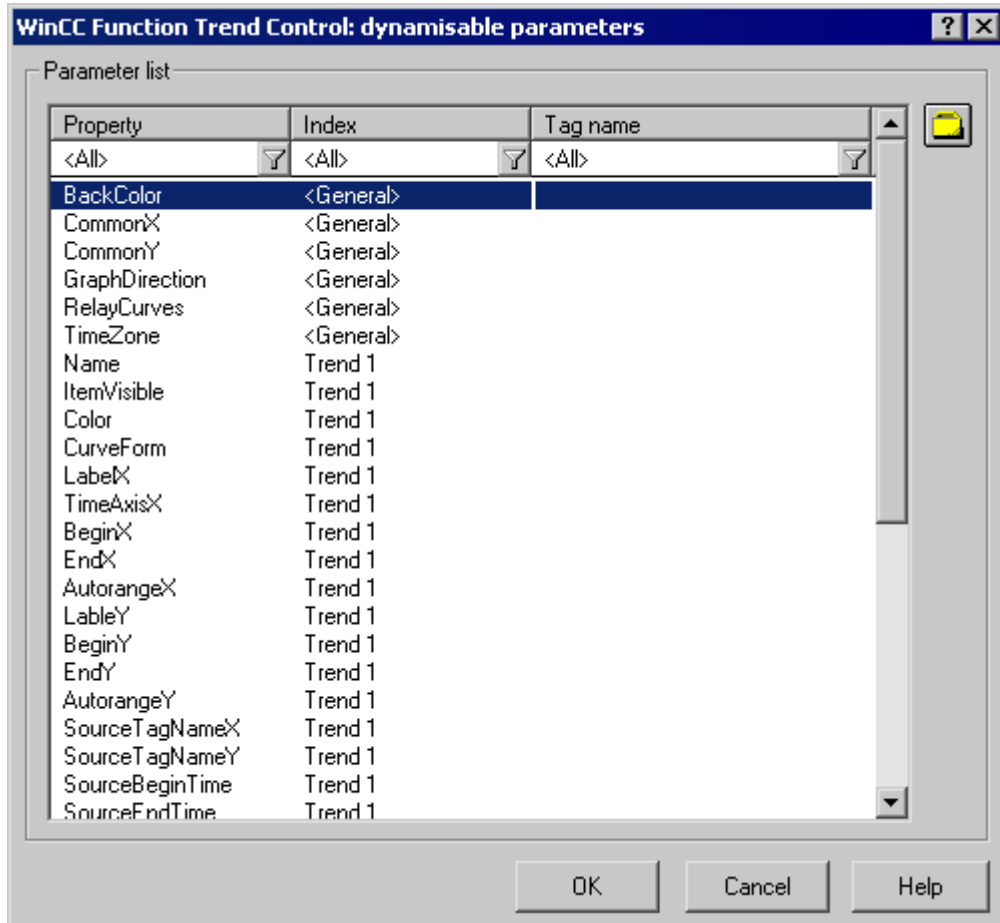 WinCC Function Trend Control: dynamisable parameters
Parameter list
Property Index Tag name
<All> <All> <All>
BackColor <General>
CommonX <General>
CommonY <General>
GraphDirection <General>
RelayCurves <General>
TimeZone <General>
Name Trend 1
ItemVisible Trend 1
Color Trend 1
CurveForm Trend 1
LabelX Trend 1
TimeAxisX Trend 1
BeginX Trend 1
EndX Trend 1
AutorangeX Trend 1
LableY Trend 1
BeginY Trend 1
EndY Trend 1
AutorangeY Trend 1
SourceTagNameX Trend 1
SourceTagNameY Trend 1
SourceBeginTime Trend 1
SourceEndTime Trend 1
OK Cancel Help